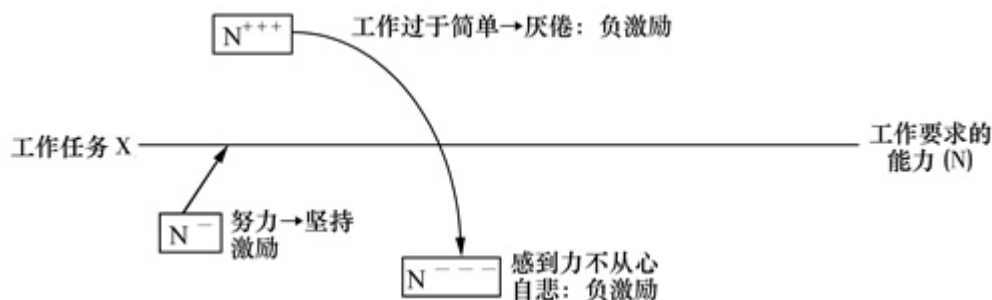 N+++
工作过于简单→厌倦：负激励
工作任务 X
工作要求的
能力 (N)
N−
努力→坚持
激励
N−−−
感到力不从心
自悲：负激励